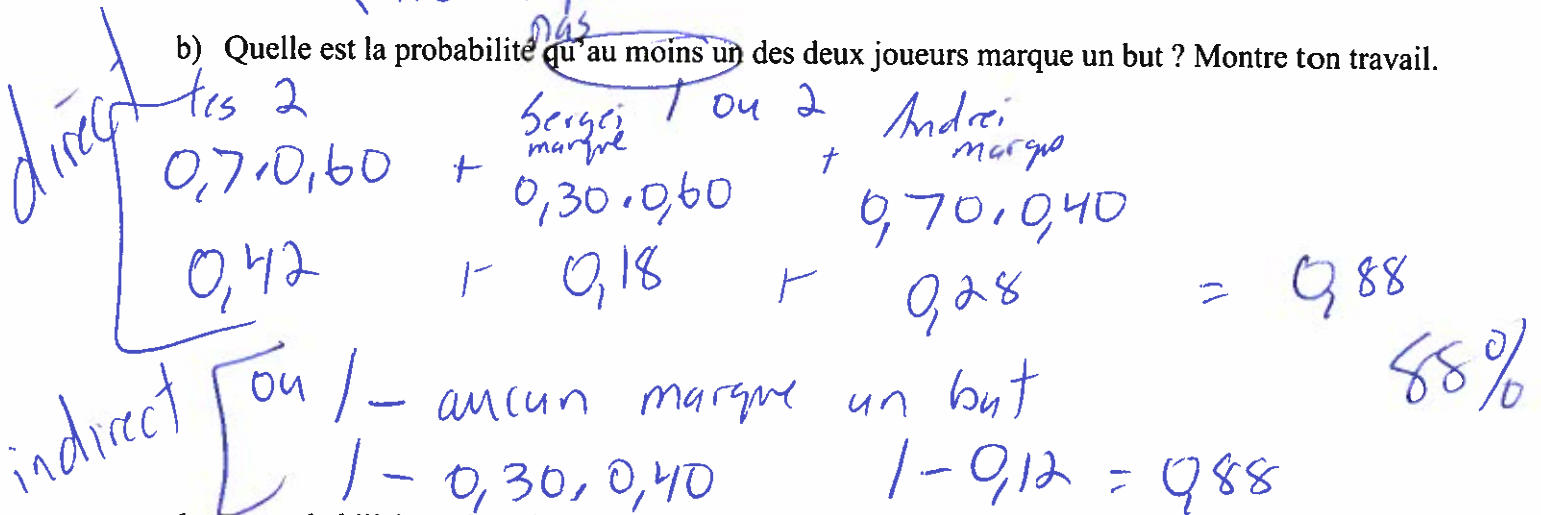 pas
b) Quelle est la probabilité qu'au moins un des deux joueurs marque un but ? Montre ton travail.
direct
les 2
Sergei marque
1 ou 2
Andrei marque
0,7 · 0,60 + 0,30 · 0,60 + 0,70 · 0,40
0,42 + 0,18 + 0,28 = 0,88
88%
indirect
ou 1 - aucun marque un but
1 - 0,30 · 0,40 1 - 0,12 = 0,88